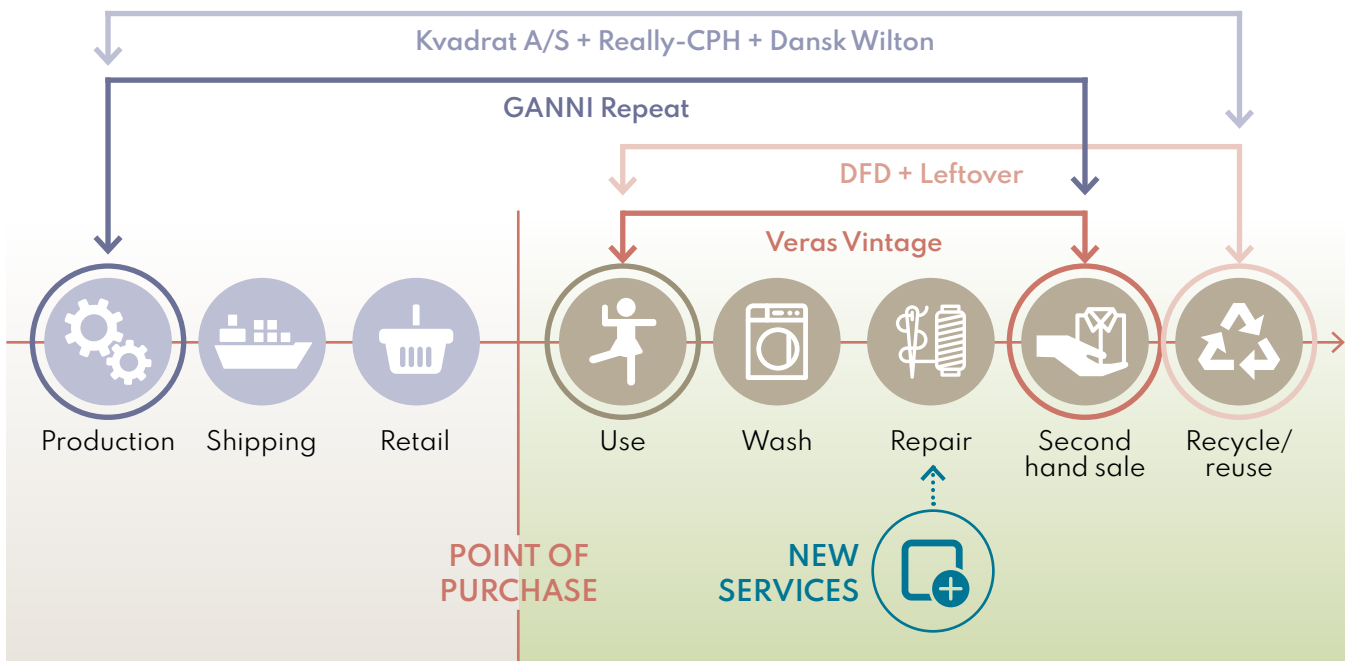 Kvadrat A/S + Really-CPH + Dansk Wilton
GANNI Repeat
DFD + Leftover
Veras Vintage
Production
Shipping
Retail
Use
Wash
Repair
Second
hand sale
Recycle/
reuse
POINT OF
PURCHASE
NEW
SERVICES